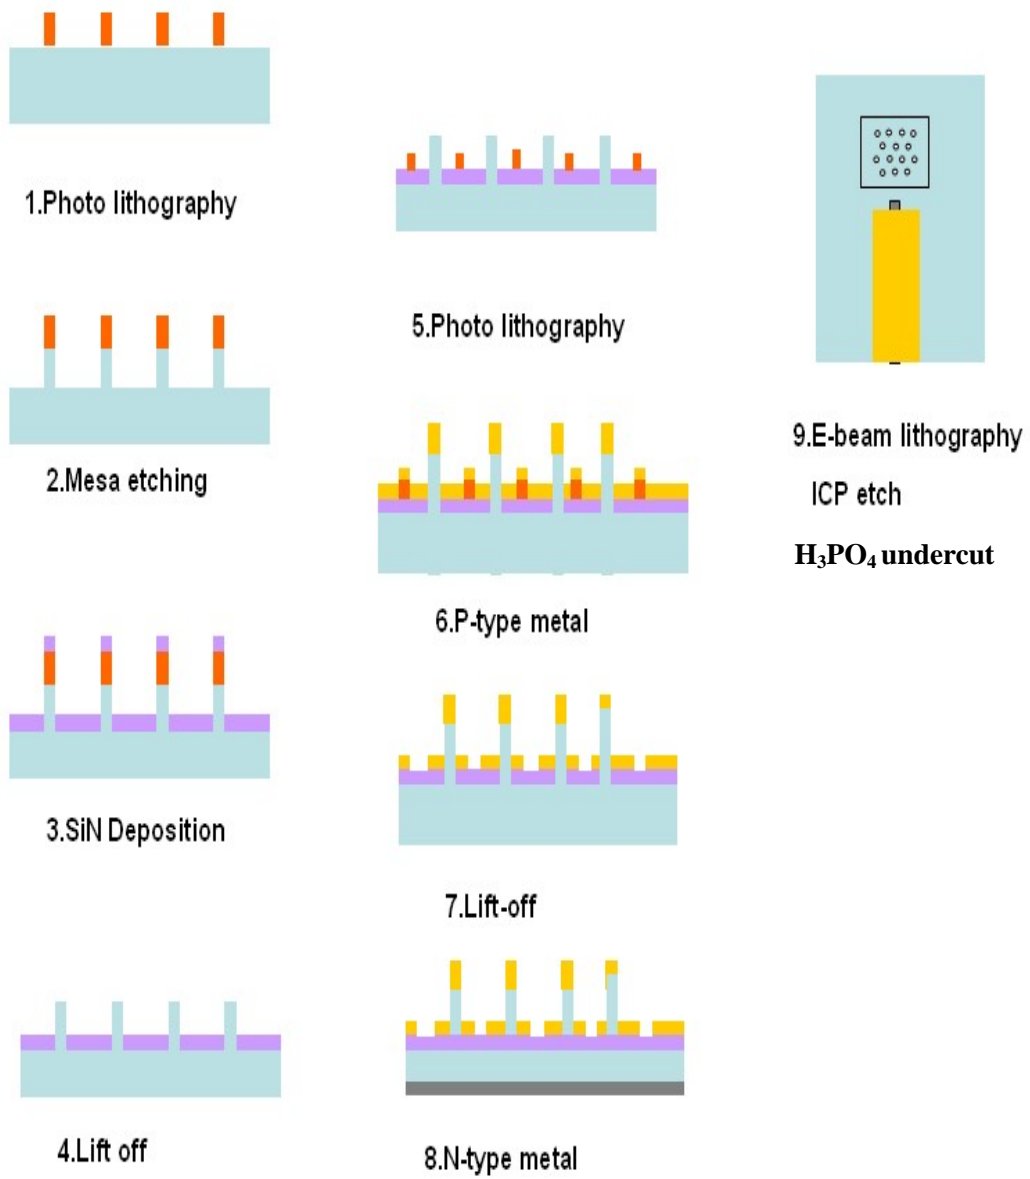 1.Photo lithography
2.Mesa etching
3.SiN Deposition
4.Lift off
5.Photo lithography
6.P-type metal
7.Lift-off
8.N-type metal
9.E-beam lithography
ICP etch
H₃PO₄ undercut